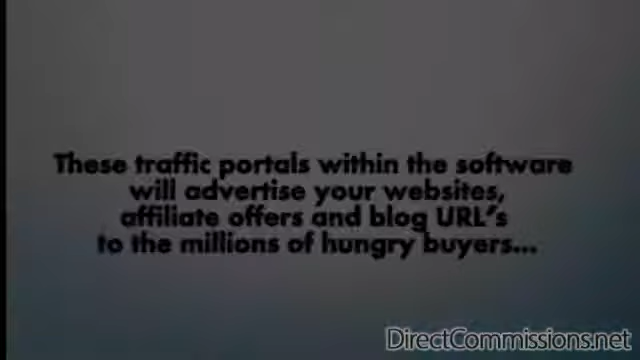 These traffic portals within the software
will advertise your websites,
affiliate offers and blog URL's
to the millions of hungry buyers...
DirectCommissions.net